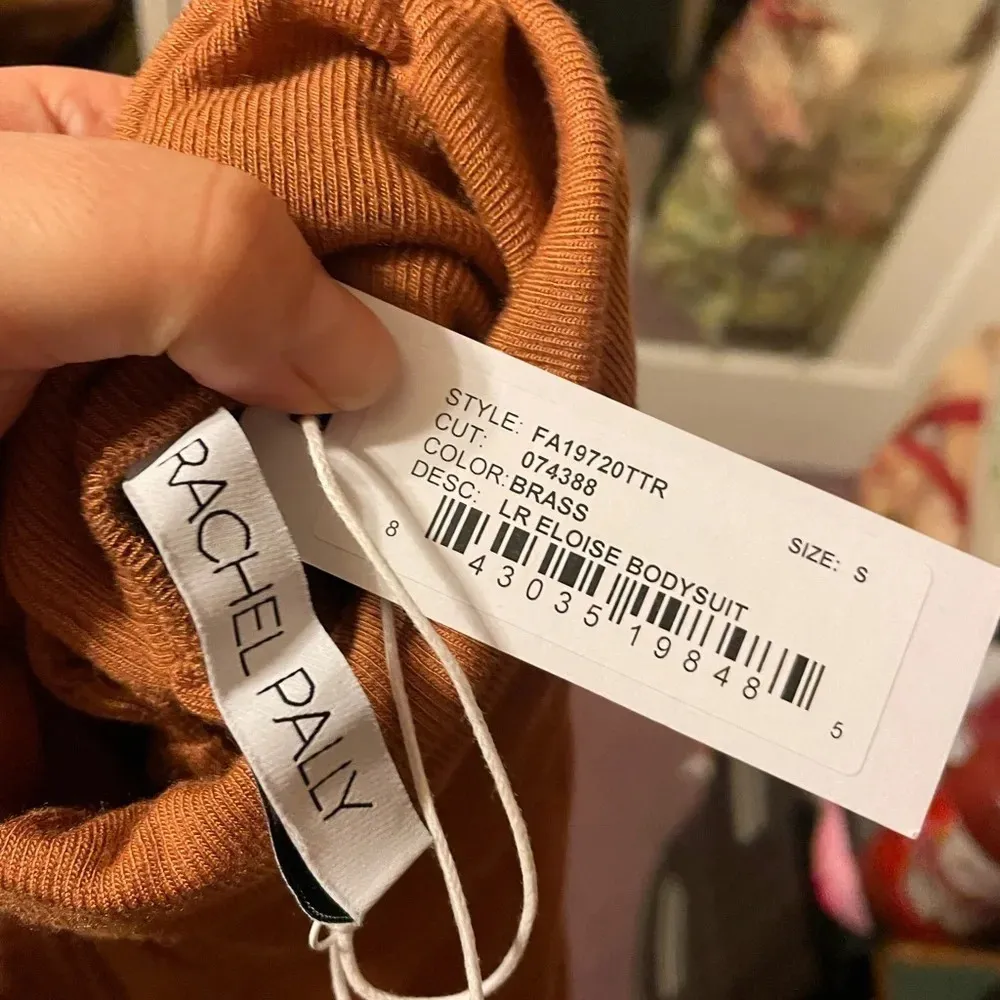 RACHEL PALLY
STYLE: FA19720TTR
CUT: 074388
COLOR: BRASS
SIZE: S
DESC: LR ELOISE BODYSUIT
8 43035 19848 5